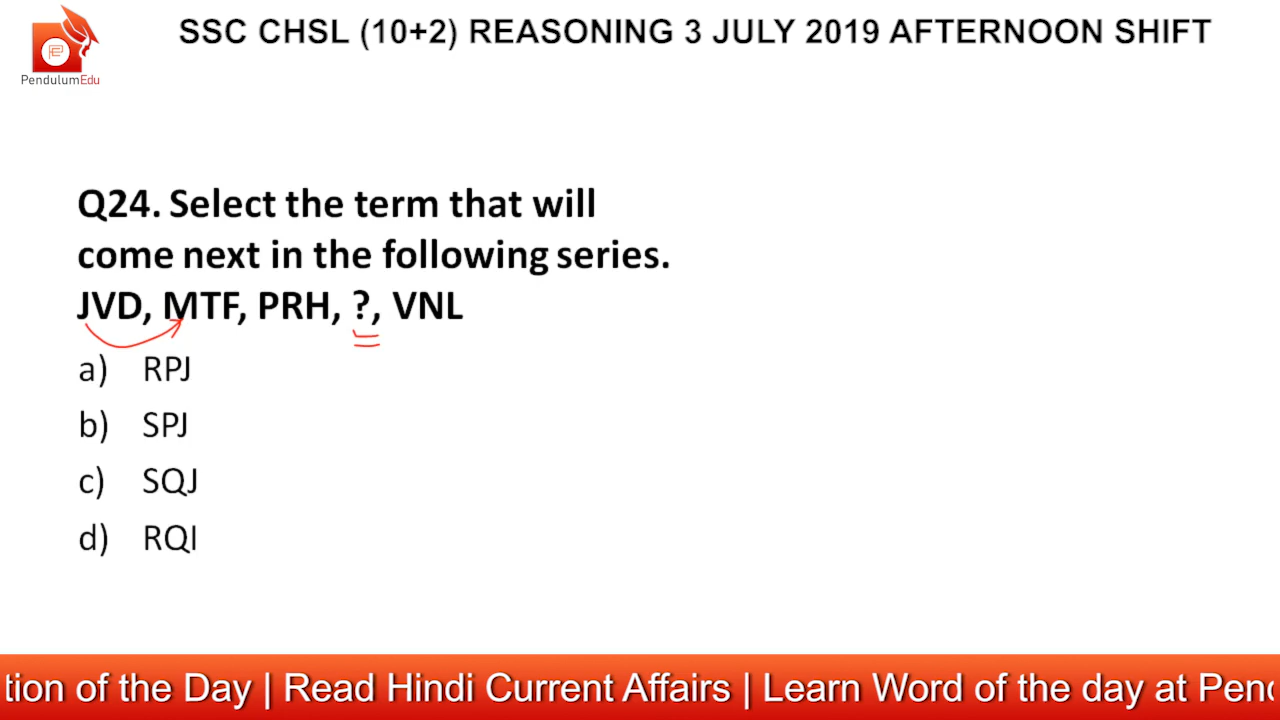 SSC CHSL (10+2) REASONING 3 JULY 2019 AFTERNOON SHIFT
PendulumEdu
Q24. Select the term that will
come next in the following series.
JVD, MTF, PRH, ?, VNL
a) RPJ
b) SPJ
c) SQJ
d) RQI
tion of the Day | Read Hindi Current Affairs | Learn Word of the day at Pend